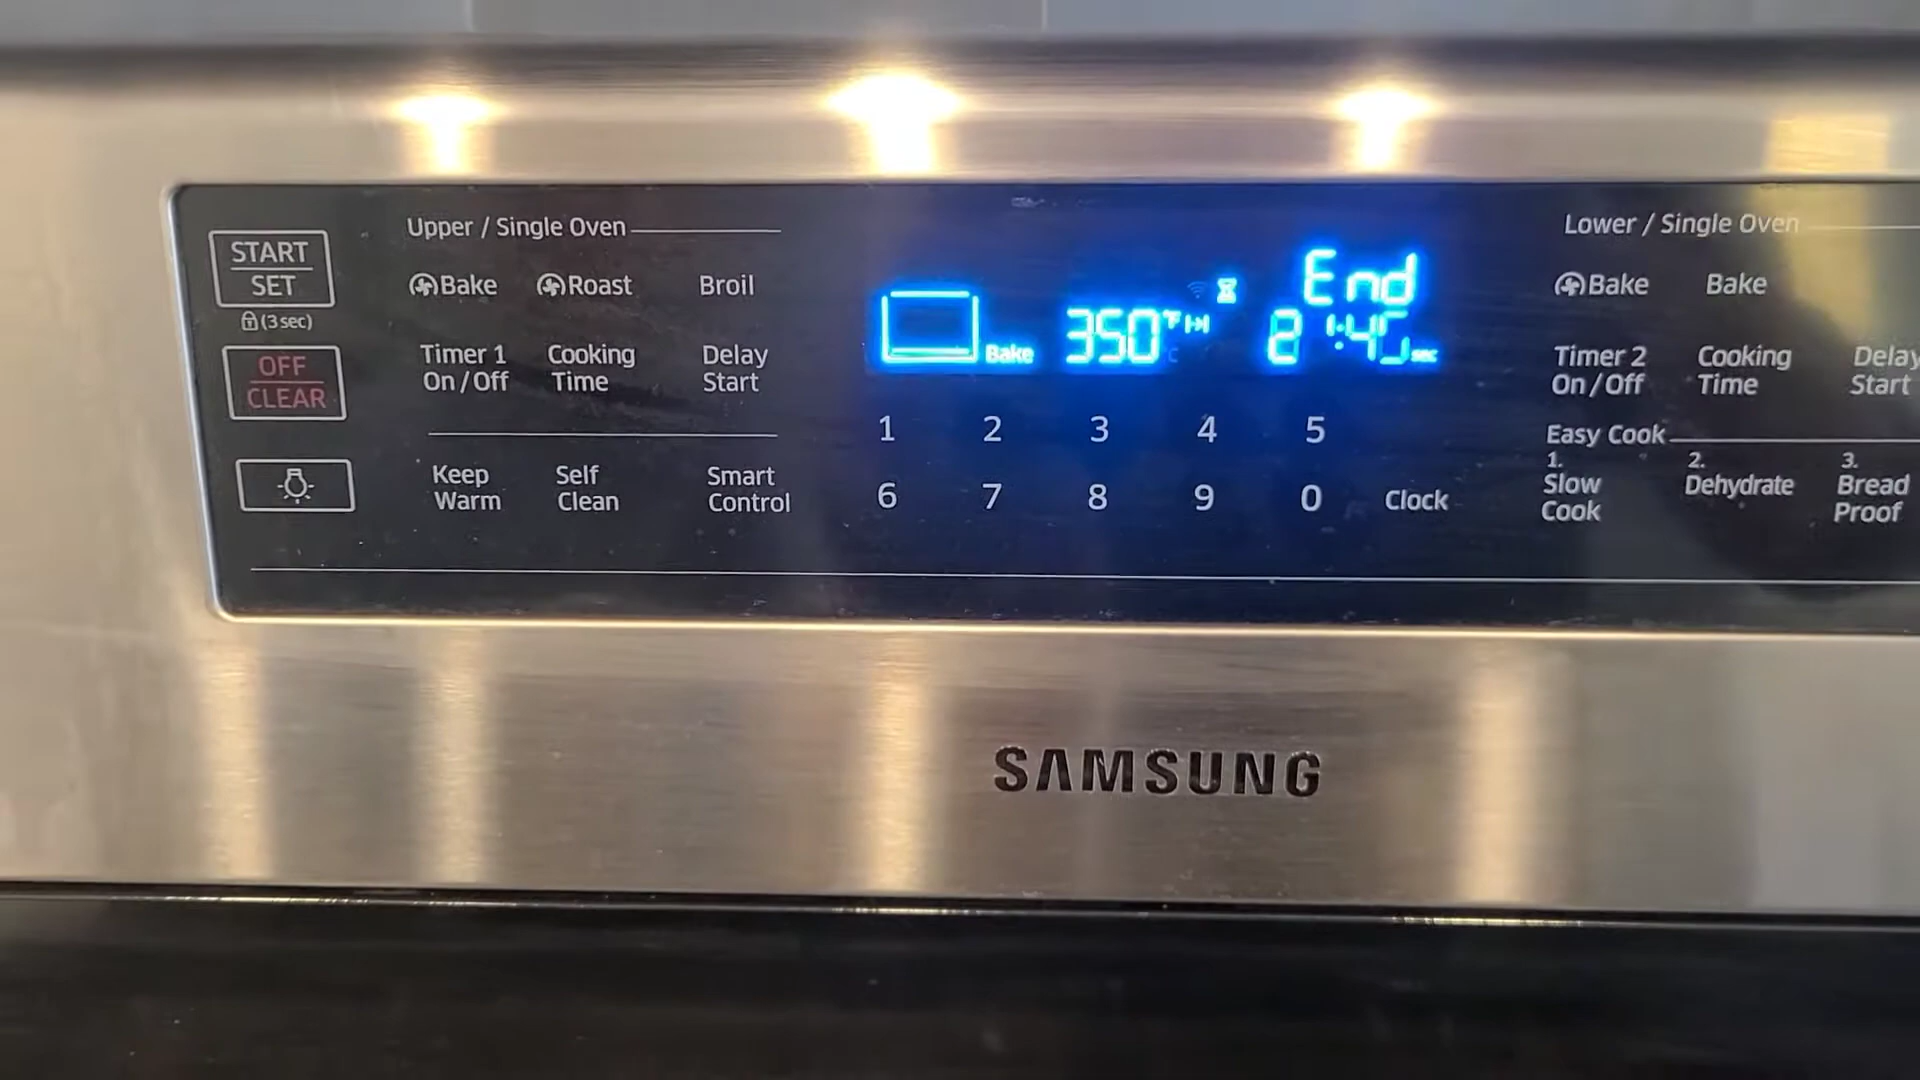 Upper / Single Oven
Lower / Single Oven
START
SET
(3 sec)
Bake Roast Broil
End
Bake 350 °F sec
Bake Bake
OFF
CLEAR
Timer 1 On / Off
Cooking Time
Delay Start
Timer 2 On / Off
Cooking Time
Delay Start
1 2 3 4 5
Easy Cook
Keep Warm
Self Clean
Smart Control
6 7 8 9 0 Clock
1. Slow Cook
2. Dehydrate
3. Bread Proof
SAMSUNG